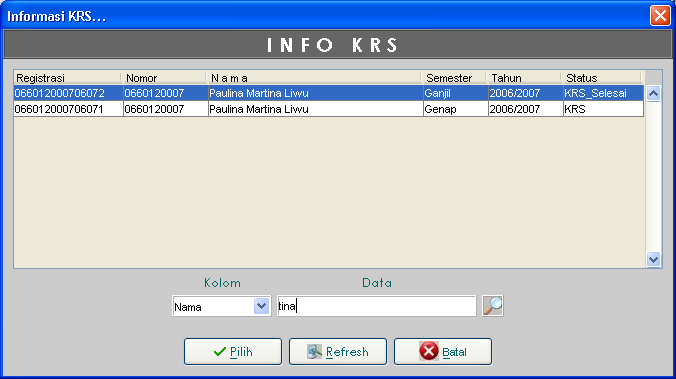 Informasi KRS...
INFO KRS
Registrasi Nomor N a m a Semester Tahun Status
066012000706072 0660120007 Paulina Martina Liwu Ganjil 2006/2007 KRS_Selesai
066012000706071 0660120007 Paulina Martina Liwu Genap 2006/2007 KRS
Kolom Data
Nama tina
Pilih Refresh Batal